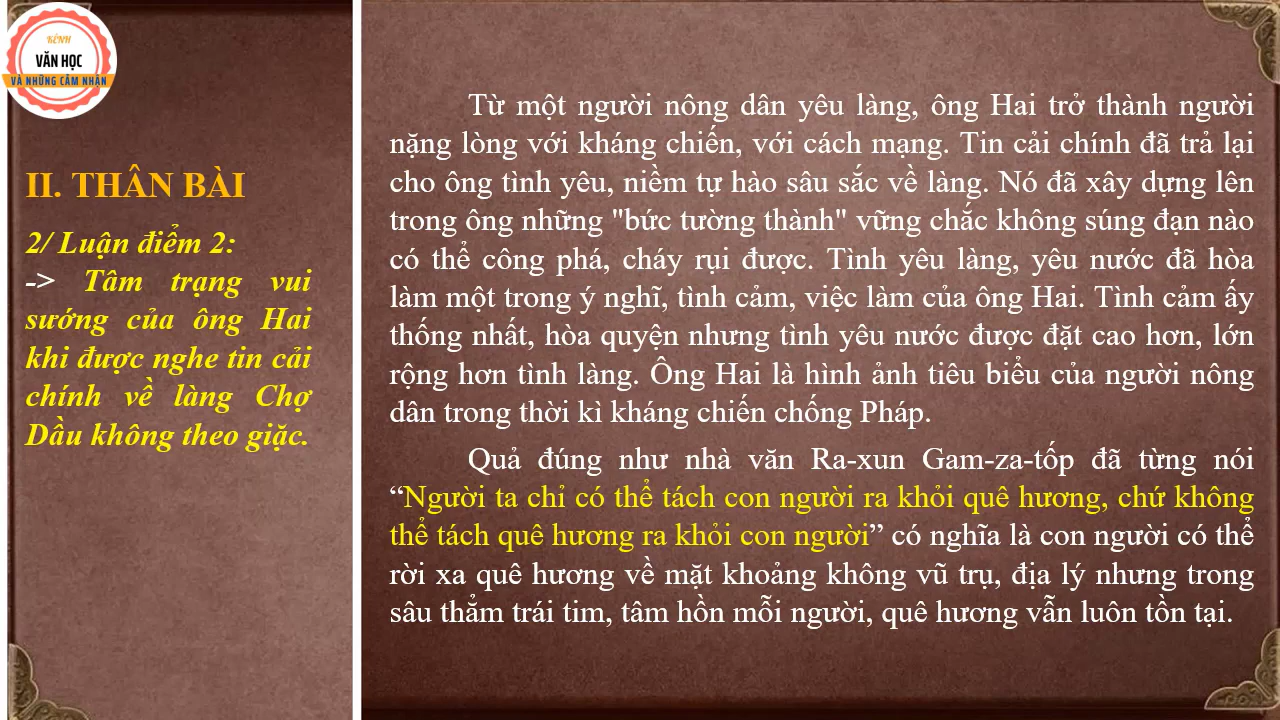 KÊNH
VĂN HỌC
VÀ NHỮNG CẢM NHẬN
II. THÂN BÀI
2/ Luận điểm 2:
-> Tâm trạng vui
sướng của ông Hai
khi được nghe tin cải
chính về làng Chợ
Dầu không theo giặc.
Từ một người nông dân yêu làng, ông Hai trở thành người
nặng lòng với kháng chiến, với cách mạng. Tin cải chính đã trả lại
cho ông tình yêu, niềm tự hào sâu sắc về làng. Nó đã xây dựng lên
trong ông những "bức tường thành" vững chắc không súng đạn nào
có thể công phá, cháy rụi được. Tình yêu làng, yêu nước đã hòa
làm một trong ý nghĩ, tình cảm, việc làm của ông Hai. Tình cảm ấy
thống nhất, hòa quyện nhưng tình yêu nước được đặt cao hơn, lớn
rộng hơn tình làng. Ông Hai là hình ảnh tiêu biểu của người nông
dân trong thời kì kháng chiến chống Pháp.
Quả đúng như nhà văn Ra-xun Gam-za-tốp đã từng nói
“Người ta chỉ có thể tách con người ra khỏi quê hương, chứ không
thể tách quê hương ra khỏi con người” có nghĩa là con người có thể
rời xa quê hương về mặt khoảng không vũ trụ, địa lý nhưng trong
sâu thẳm trái tim, tâm hồn mỗi người, quê hương vẫn luôn tồn tại.